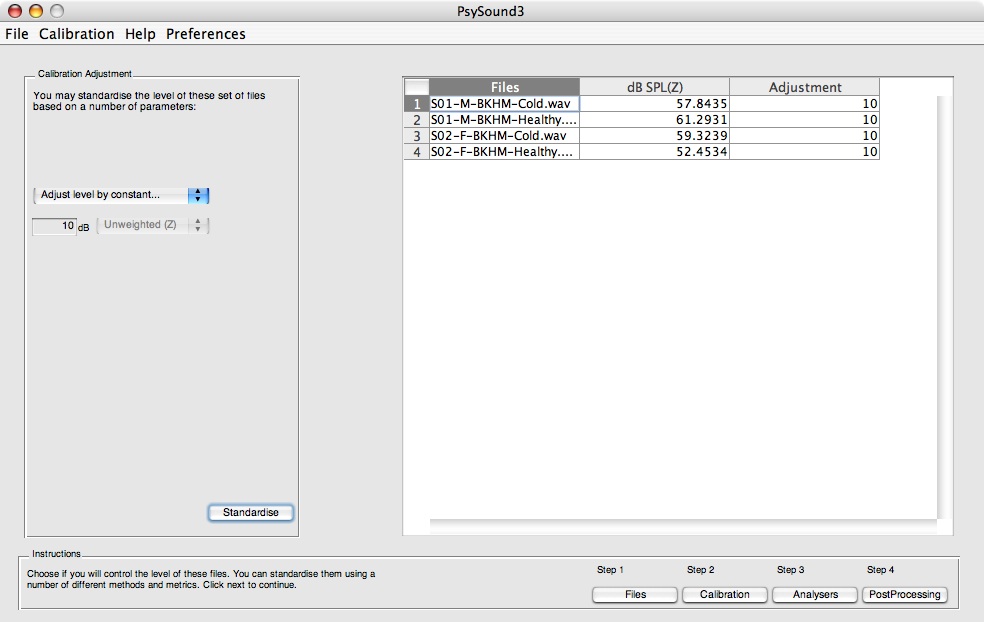 PsySound3
File Calibration Help Preferences
Calibration Adjustment
You may standardise the level of these set of files
based on a number of parameters:
Adjust level by constant...
10 dB Unweighted (Z)
Standardise
Files dB SPL(Z) Adjustment
1 S01-M-BKHM-Cold.wav 57.8435 10
2 S01-M-BKHM-Healthy.... 61.2931 10
3 S02-F-BKHM-Cold.wav 59.3239 10
4 S02-F-BKHM-Healthy.... 52.4534 10
Instructions
Choose if you will control the level of these files. You can standardise them using a
number of different methods and metrics. Click next to continue.
Step 1 Step 2 Step 3 Step 4
Files Calibration Analysers PostProcessing